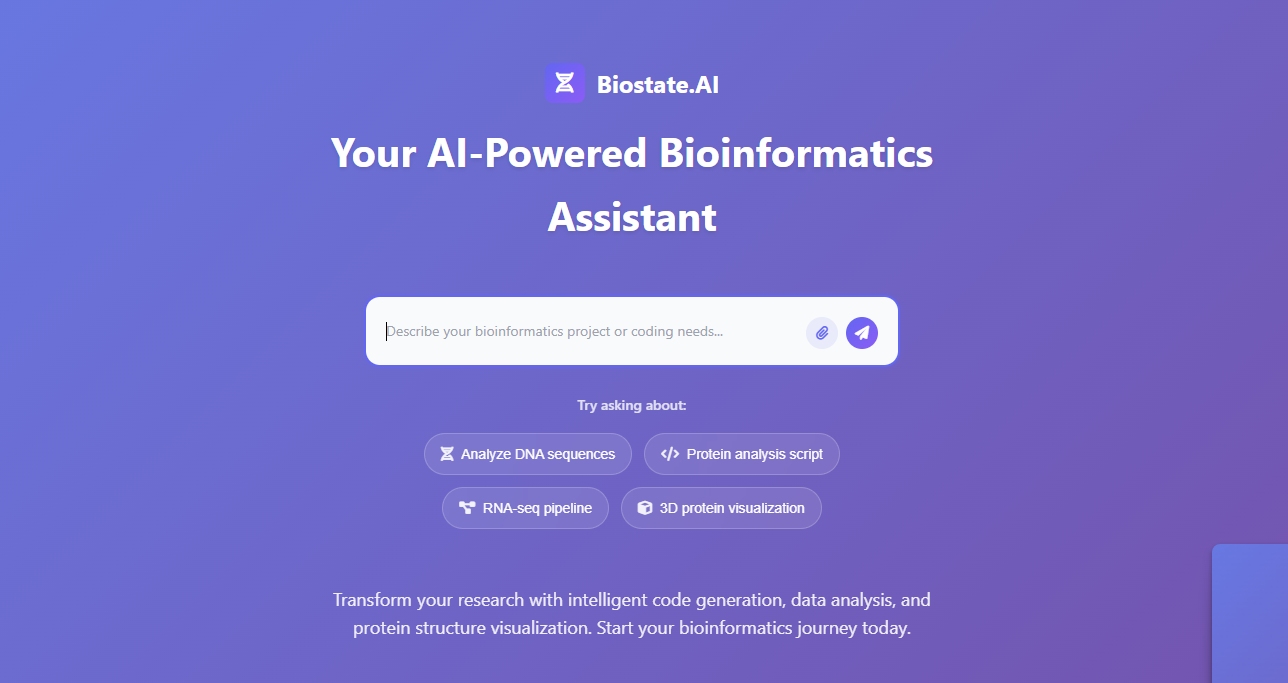 Biostate.AI
Your AI-Powered Bioinformatics
Assistant
Describe your bioinformatics project or coding needs...
Try asking about:
Analyze DNA sequences
Protein analysis script
RNA-seq pipeline
3D protein visualization
Transform your research with intelligent code generation, data analysis, and
protein structure visualization. Start your bioinformatics journey today.